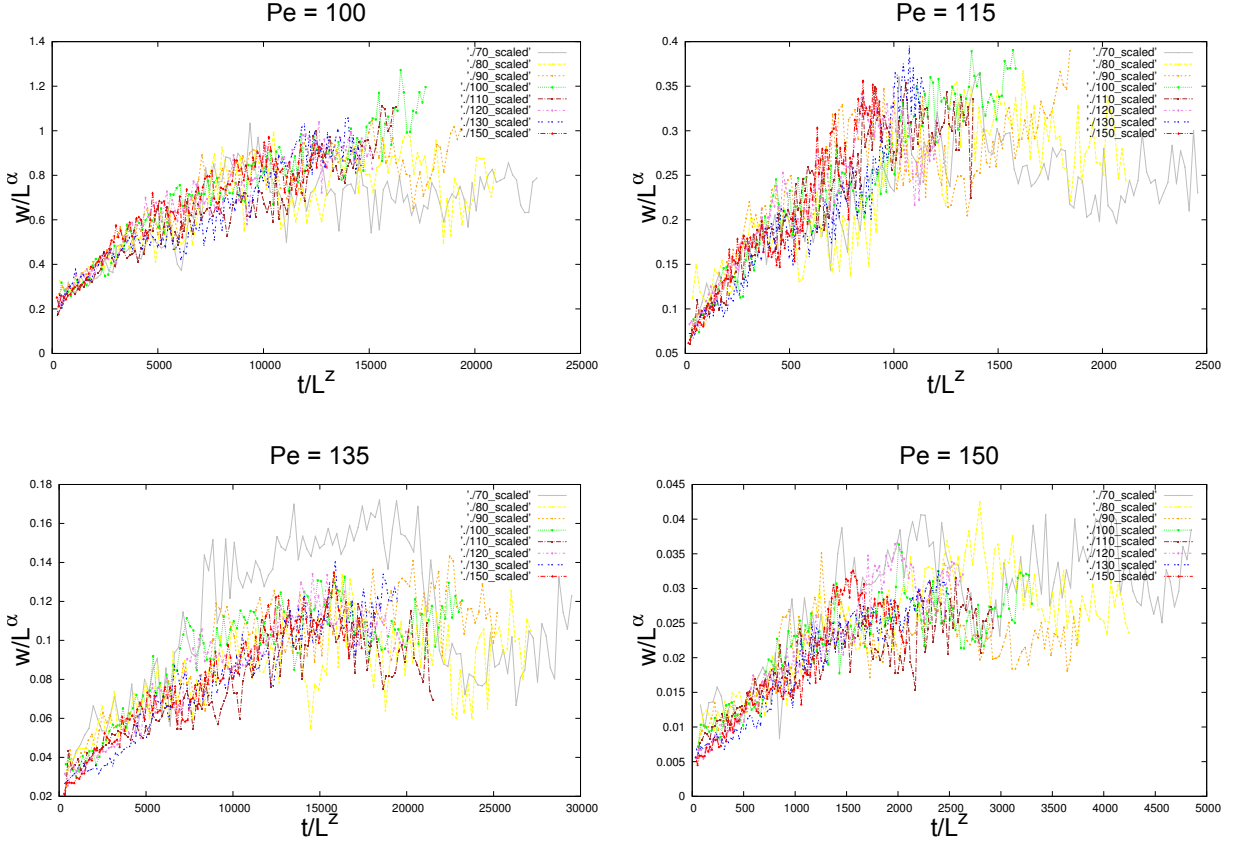 Pe = 100
1.4
1.2
1
0.8
0.6
0.4
0.2
0
w/L^α
'./70_scaled'
'./80_scaled'
'./90_scaled'
'./100_scaled'
'./110_scaled'
'./120_scaled'
'./130_scaled'
'./150_scaled'
0 5000 10000 15000 20000 25000
t/L^z
Pe = 115
0.4
0.35
0.3
0.25
0.2
0.15
0.1
0.05
w/L^α
'./70_scaled'
'./80_scaled'
'./90_scaled'
'./100_scaled'
'./110_scaled'
'./120_scaled'
'./130_scaled'
'./150_scaled'
0 500 1000 1500 2000 2500
t/L^z
Pe = 135
0.18
0.16
0.14
0.12
0.1
0.08
0.06
0.04
0.02
w/L^α
'./70_scaled'
'./80_scaled'
'./90_scaled'
'./100_scaled'
'./110_scaled'
'./120_scaled'
'./130_scaled'
'./150_scaled'
0 5000 10000 15000 20000 25000 30000
t/L^z
Pe = 150
0.045
0.04
0.035
0.03
0.025
0.02
0.015
0.01
0.005
0
w/L^α
'./70_scaled'
'./80_scaled'
'./90_scaled'
'./100_scaled'
'./110_scaled'
'./120_scaled'
'./130_scaled'
'./150_scaled'
0 500 1000 1500 2000 2500 3000 3500 4000 4500 5000
t/L^z